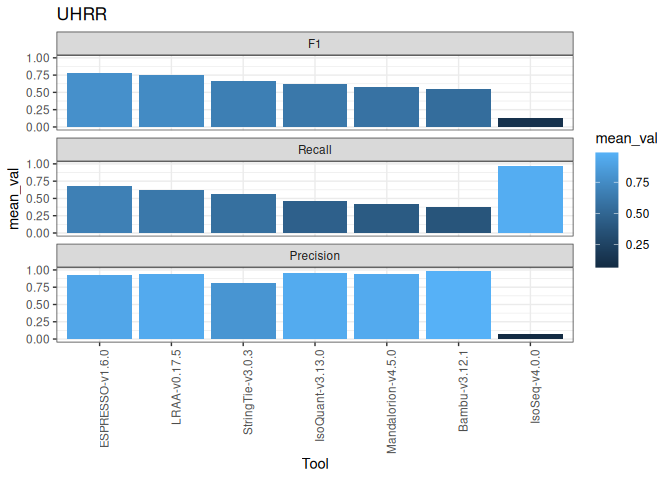 UHRR
F1
1.00
0.75
0.50
0.25
0.00
Recall
1.00
0.75
0.50
0.25
0.00
Precision
1.00
0.75
0.50
0.25
0.00
mean_val
ESPRESSO-v1.6.0
LRAA-v0.17.5
StringTie-v3.0.3
IsoQuant-v3.13.0
Mandalorion-v4.5.0
Bambu-v3.12.1
IsoSeq-v4.0.0
Tool
mean_val
0.75
0.50
0.25